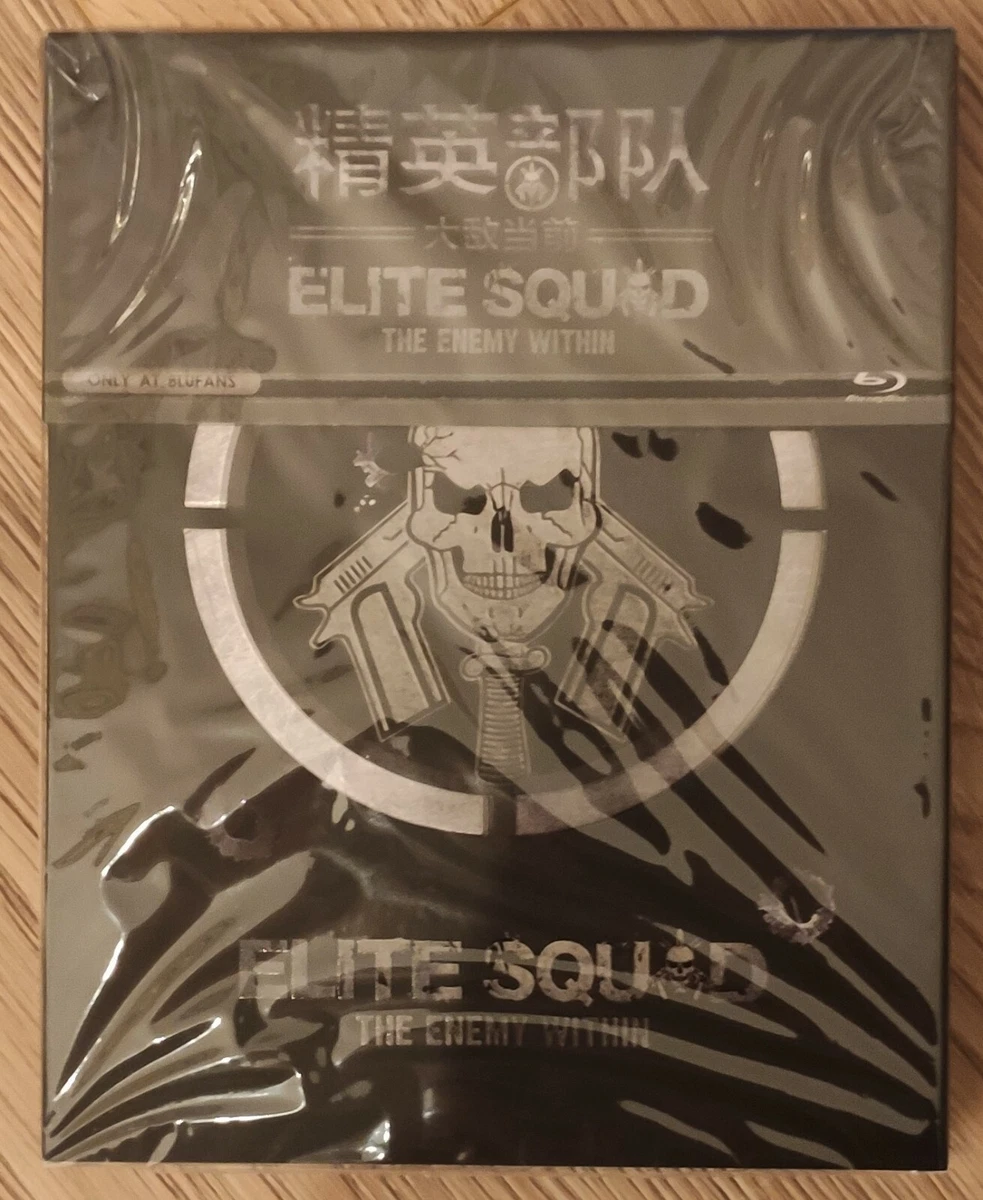 精英部队
大敌当前
ELITE SQUAD
THE ENEMY WITHIN
ONLY AT BLUFANS
ELITE SQUAD
THE ENEMY WITHIN